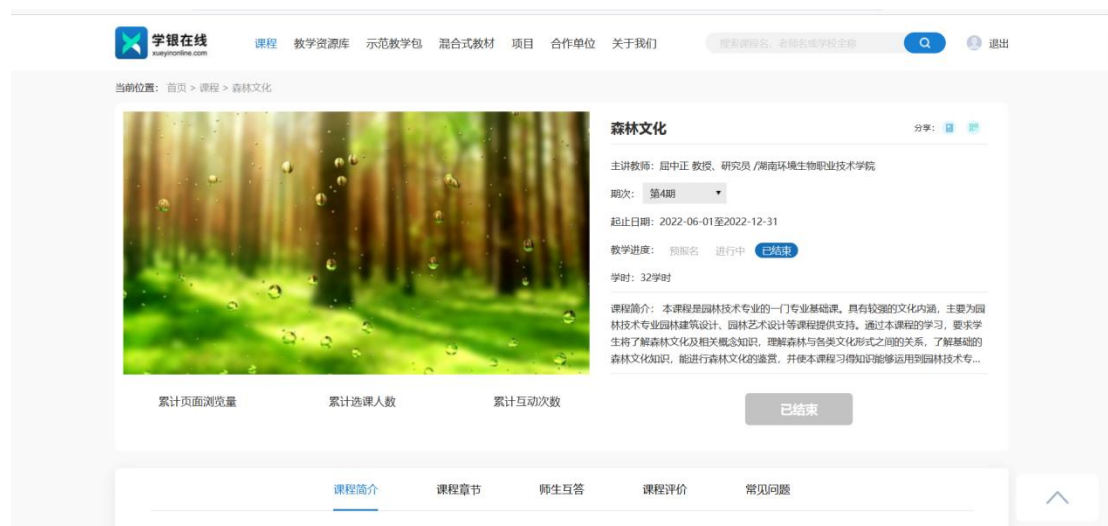 学银在线
xueyinonline.com
课程 教学资源库 示范教学包 混合式教材 项目 合作单位 关于我们 搜索课程名、老师名或学校名称 退出
当前位置: 首页 > 课程 > 森林文化
森林文化 分享:
主讲教师: 屈中正 教授、研究员 /湖南环境生物职业技术学院
期次: 第4期
起止日期: 2022-06-01至2022-12-31
教学进度: 预报名 进行中 已结束
学时: 32学时
课程简介: 本课程是园林技术专业的一门专业基础课。具有较强的文化内涵, 主要为园
林技术专业园林建筑设计、园林艺术设计等课程提供支持。通过本课程的学习, 要求学
生将了解森林文化及相关概念知识, 理解森林与各类文化形式之间的关系, 了解基础的
森林文化知识, 能进行森林文化的鉴赏, 并使本课程习得知识能够运用到园林技术专...
累计页面浏览量 累计选课人数 累计互动次数
已结束
课程简介 课程章节 师生互答 课程评价 常见问题